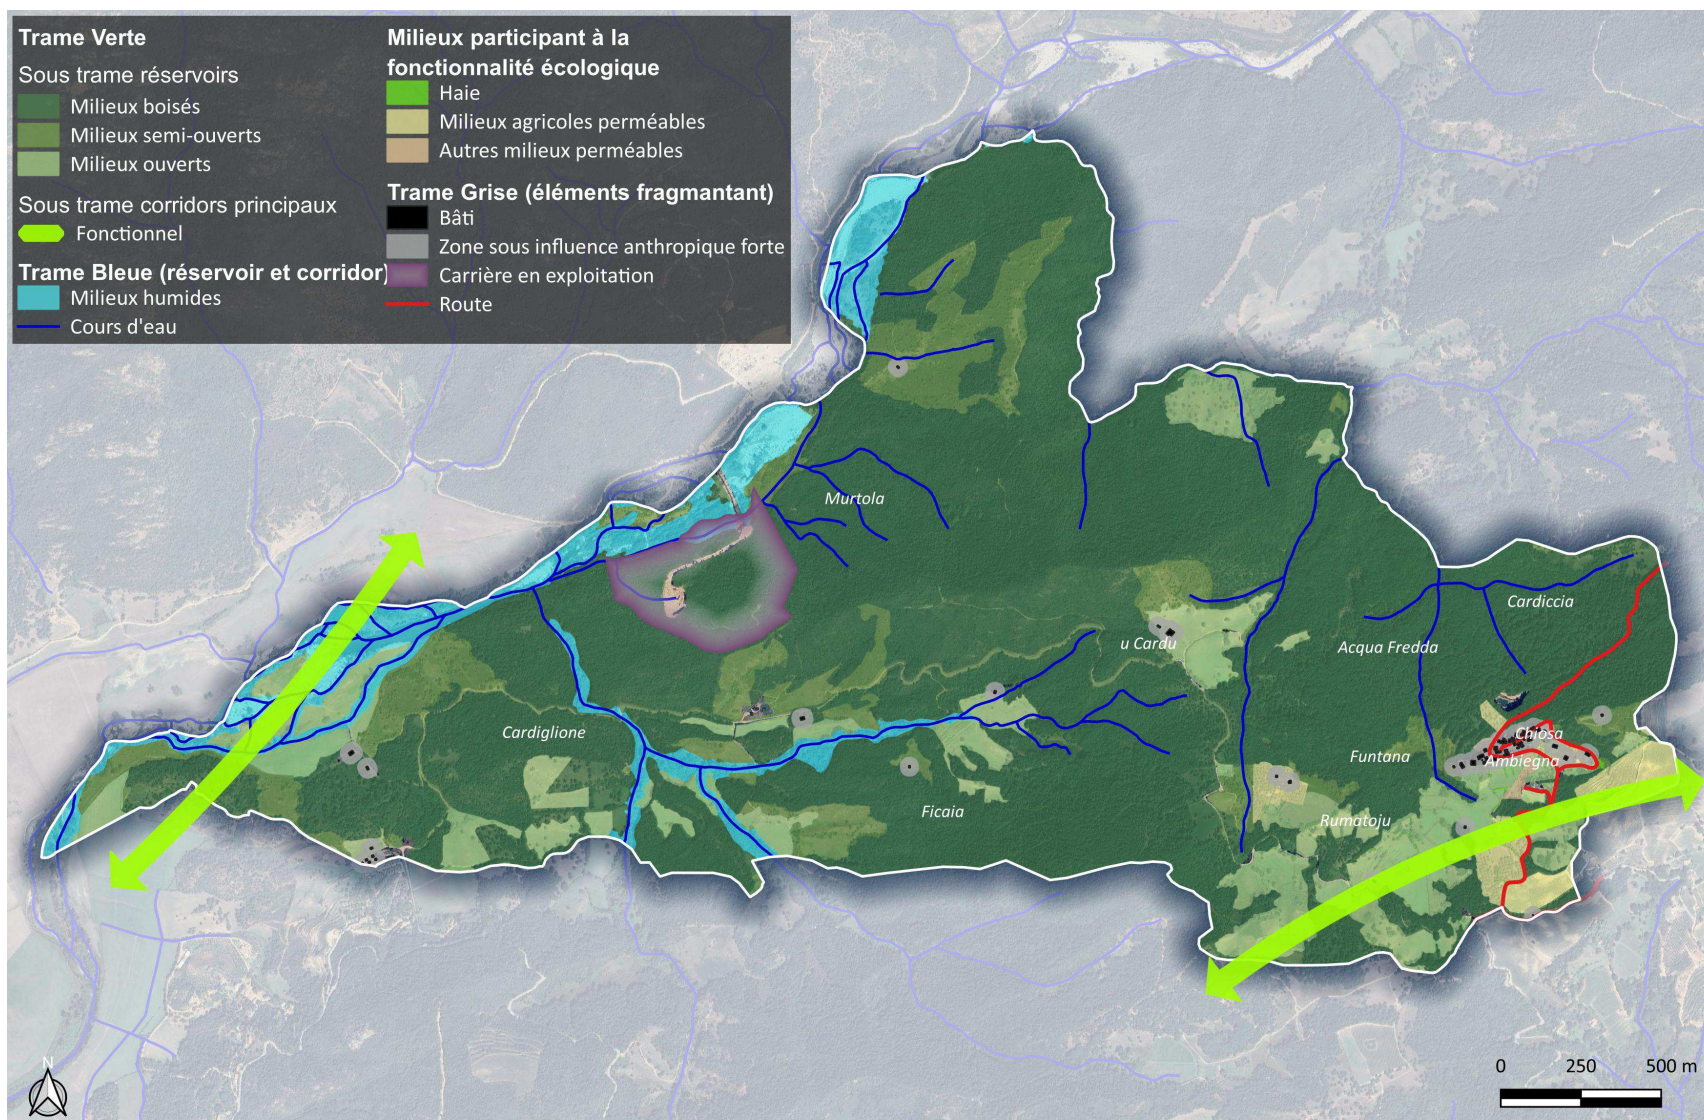 Trame Verte
Sous trame réservoirs
Milieux boisés
Milieux semi-ouverts
Milieux ouverts
Sous trame corridors principaux
Fonctionnel
Trame Bleue (réservoir et corridor)
Milieux humides
Cours d'eau
Milieux participant à la
fonctionnalité écologique
Haie
Milieux agricoles perméables
Autres milieux perméables
Trame Grise (éléments fragmantant)
Bâti
Zone sous influence anthropique forte
Carrière en exploitation
Route
Murtola
Cardiccia
u Cardu
Acqua Fredda
Cardiglione
Chiosa
Funtana
Ambiegna
Ficaia
Rumatoju
N
0 250 500 m